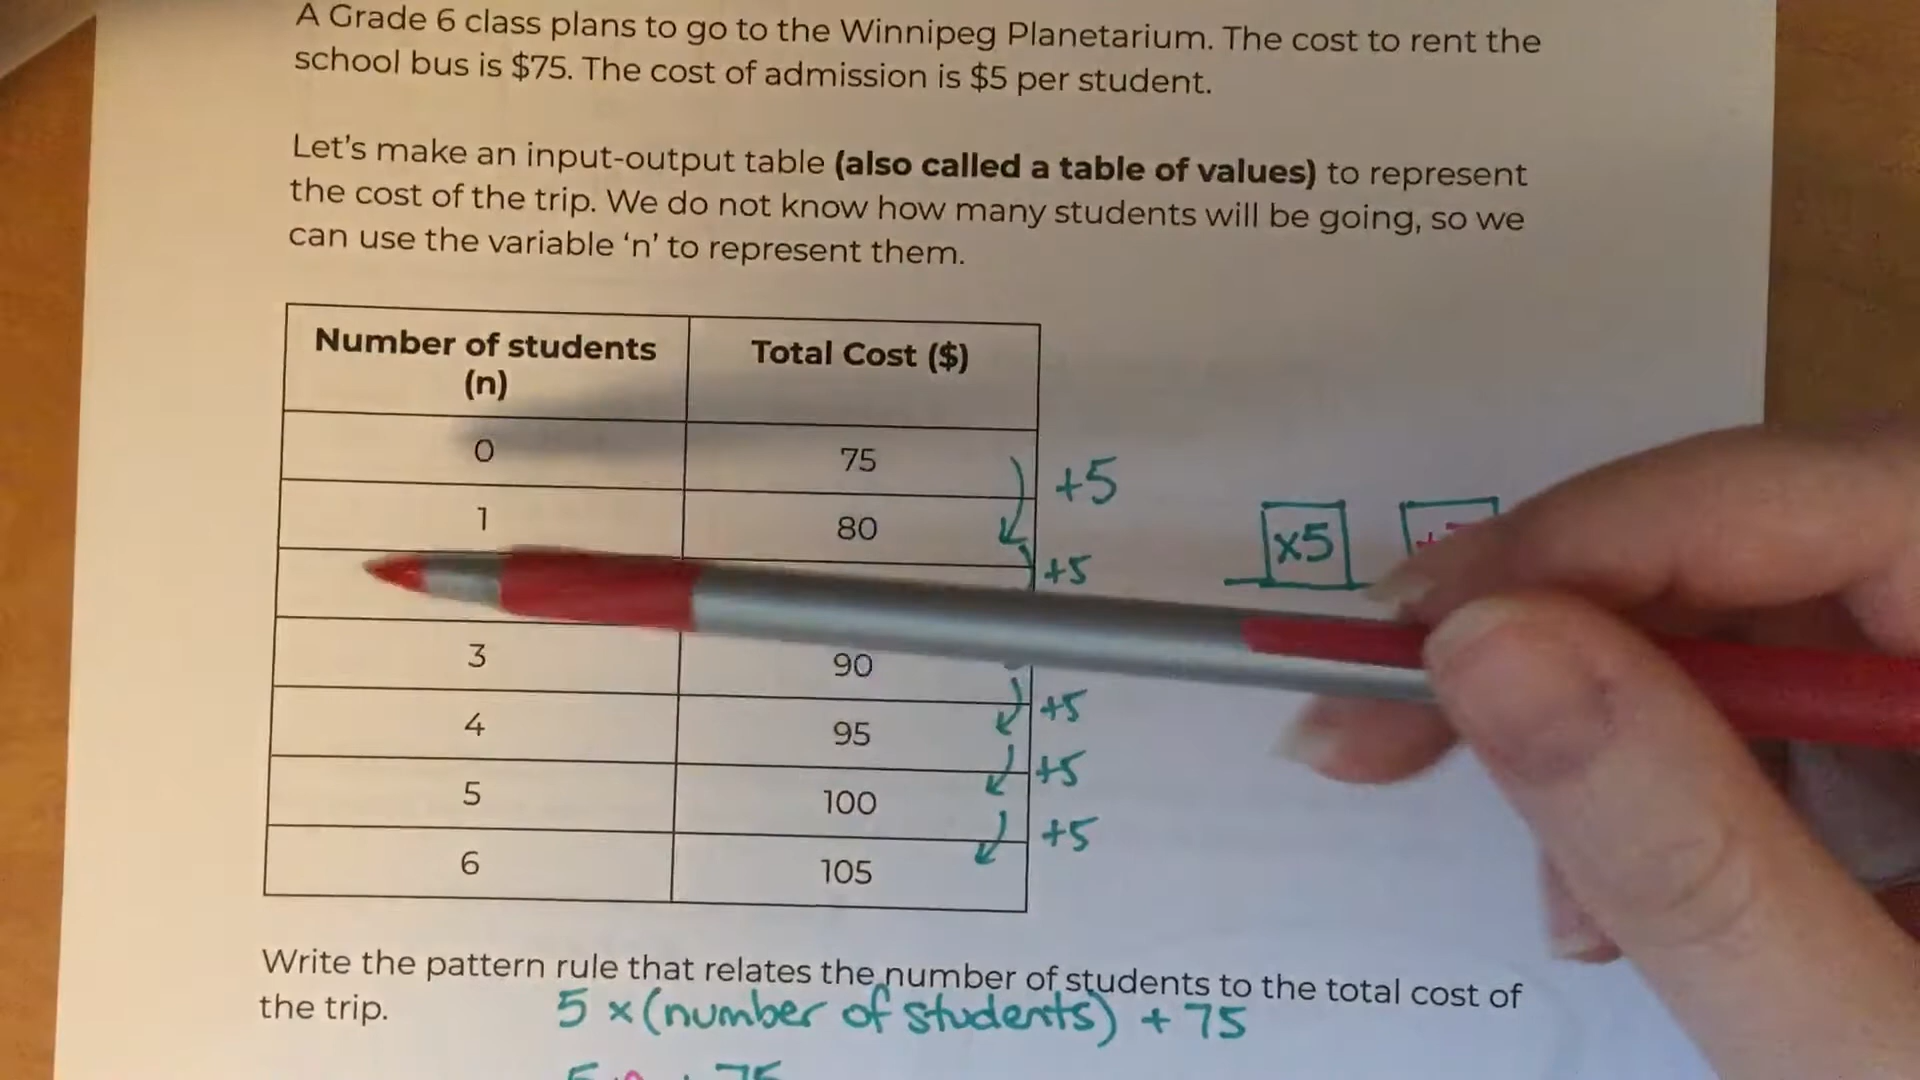 A Grade 6 class plans to go to the Winnipeg Planetarium. The cost to rent the
school bus is $75. The cost of admission is $5 per student.
Let's make an input-output table (also called a table of values) to represent
the cost of the trip. We do not know how many students will be going, so we
can use the variable 'n' to represent them.
Number of students
(n)
Total Cost ($)
0
75
+5
1
80
+5
x5
3
90
+5
4
95
+5
5
100
+5
6
105
Write the pattern rule that relates the number of students to the total cost of
the trip.
5 x (number of students) + 75